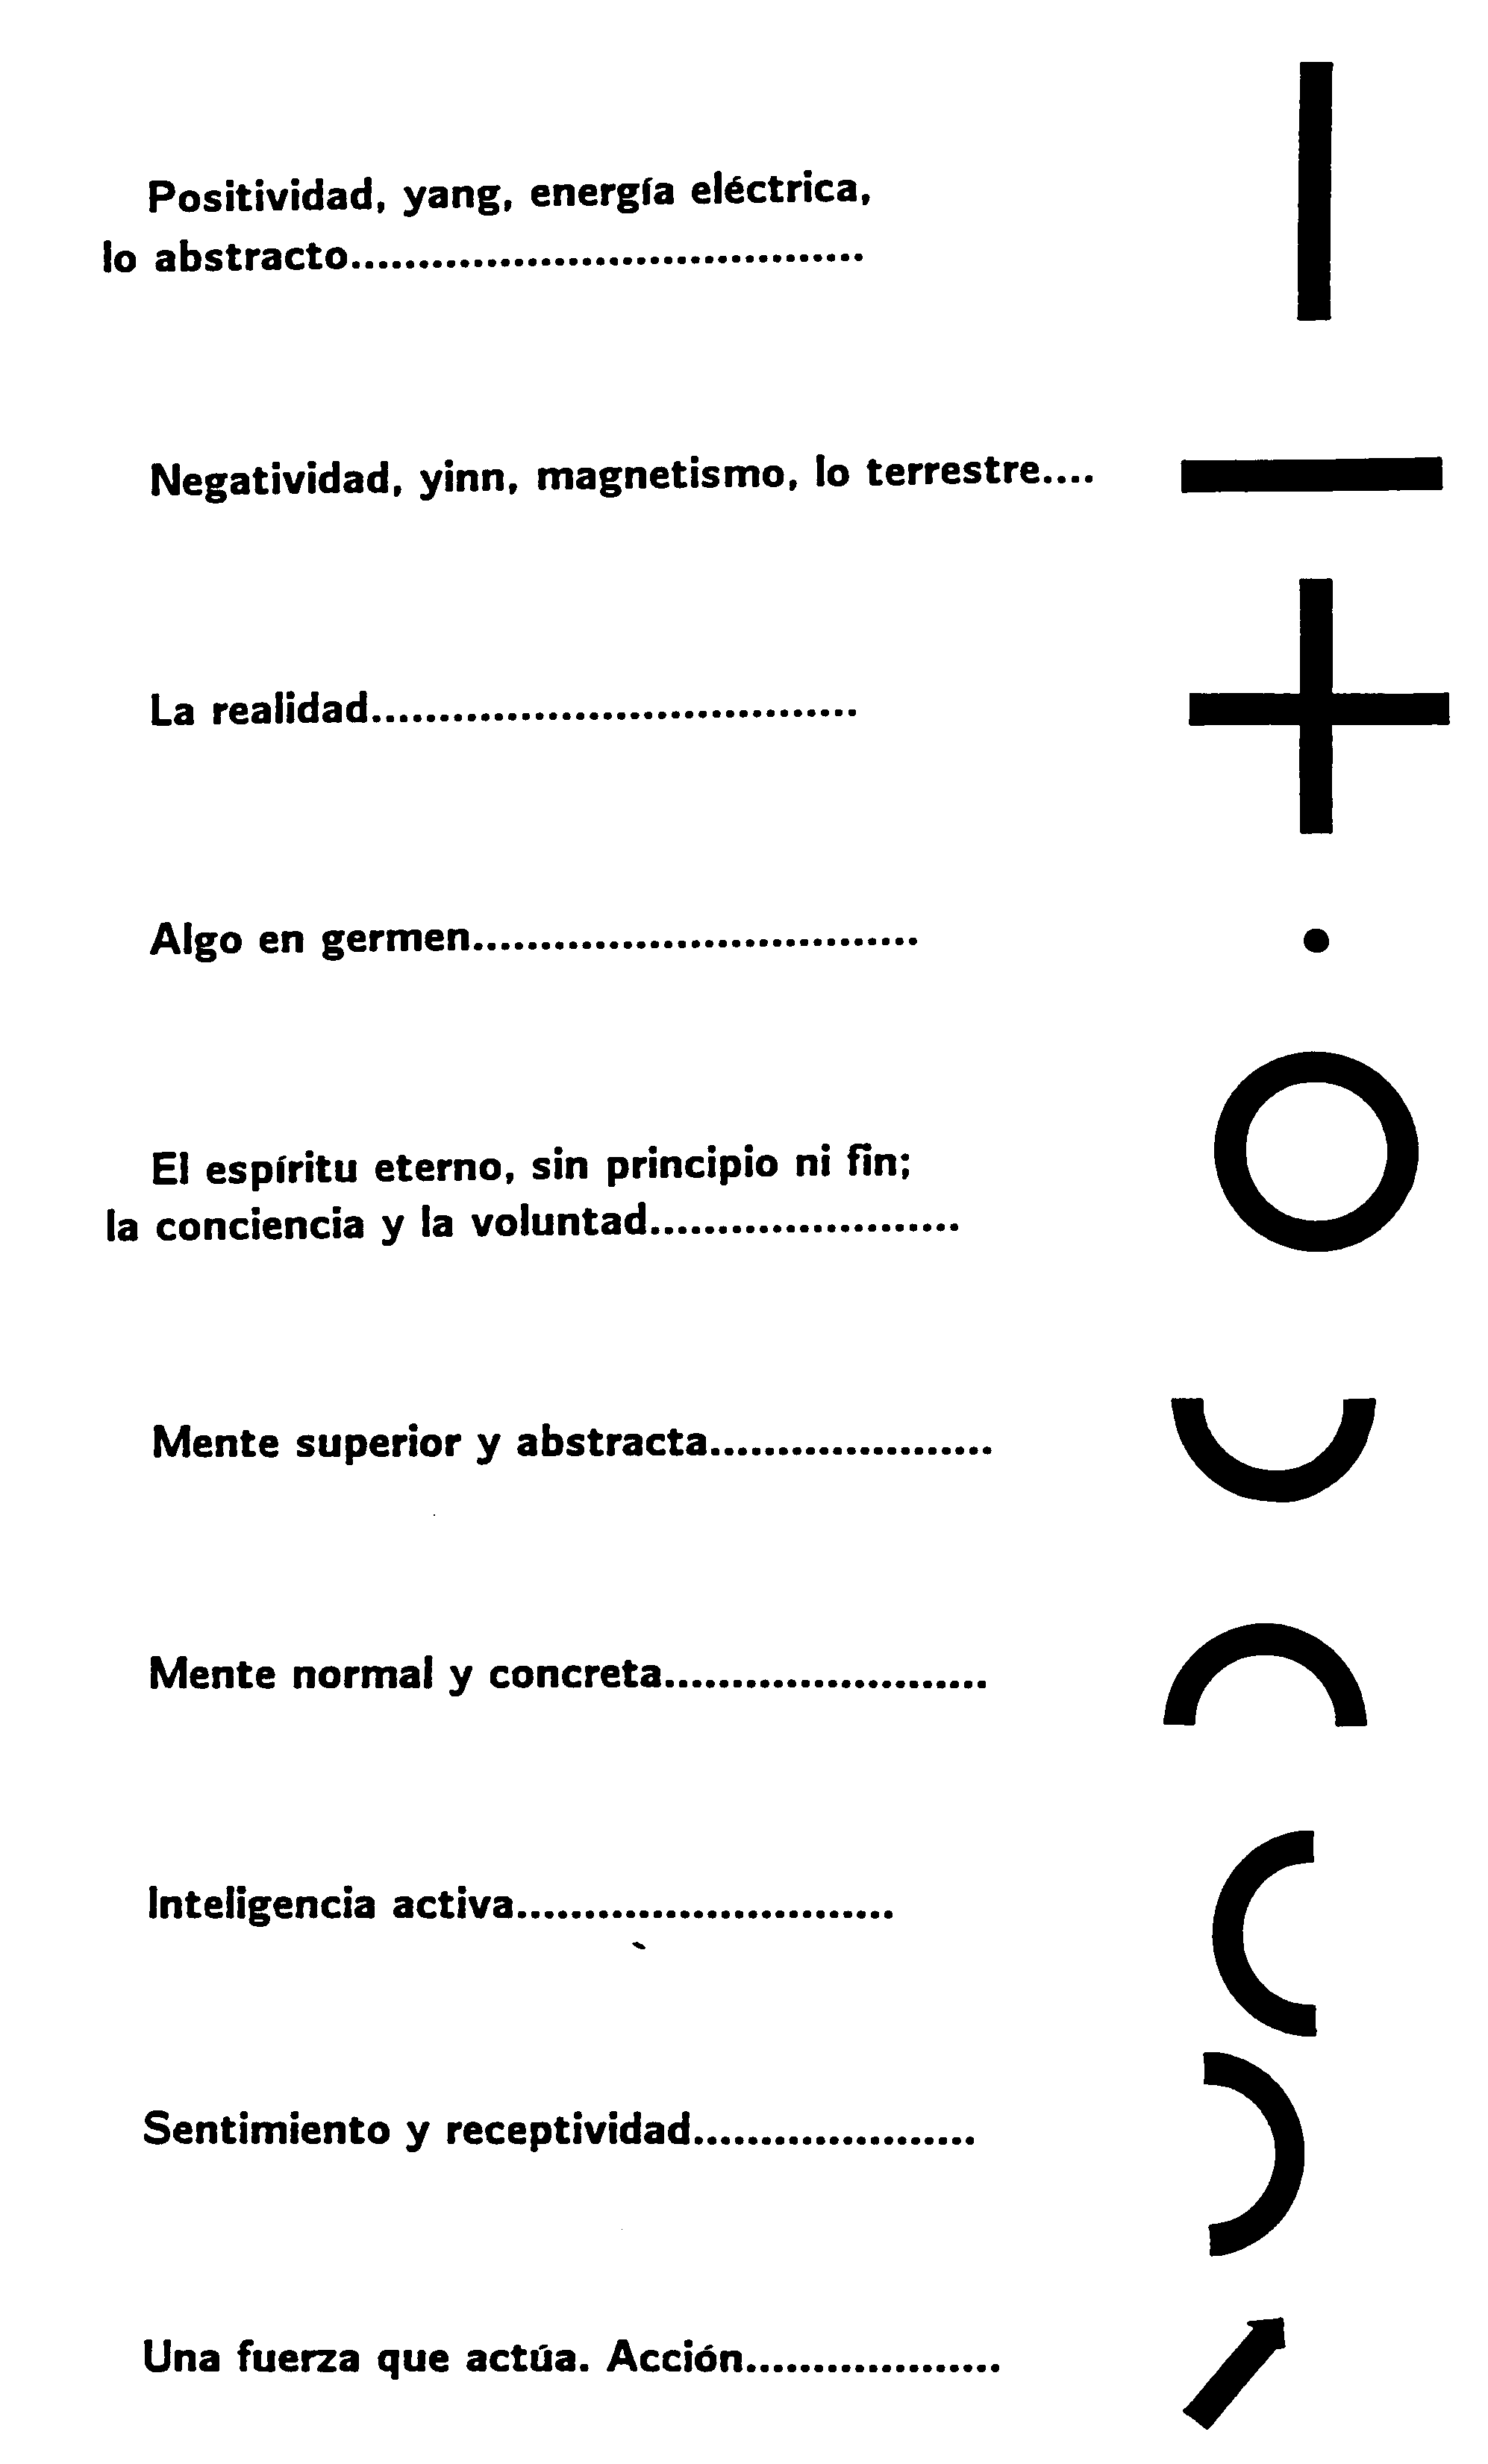 Positividad, yang, energía eléctrica,
lo abstracto......................................
Negatividad, yinn, magnetismo, lo terrestre....
La realidad....................................
Algo en germen.................................
El espíritu eterno, sin principio ni fin;
la conciencia y la voluntad.......................
Mente superior y abstracta.....................
Mente normal y concreta........................
Inteligencia activa............................
Sentimiento y receptividad.....................
Una fuerza que actúa. Acción...................